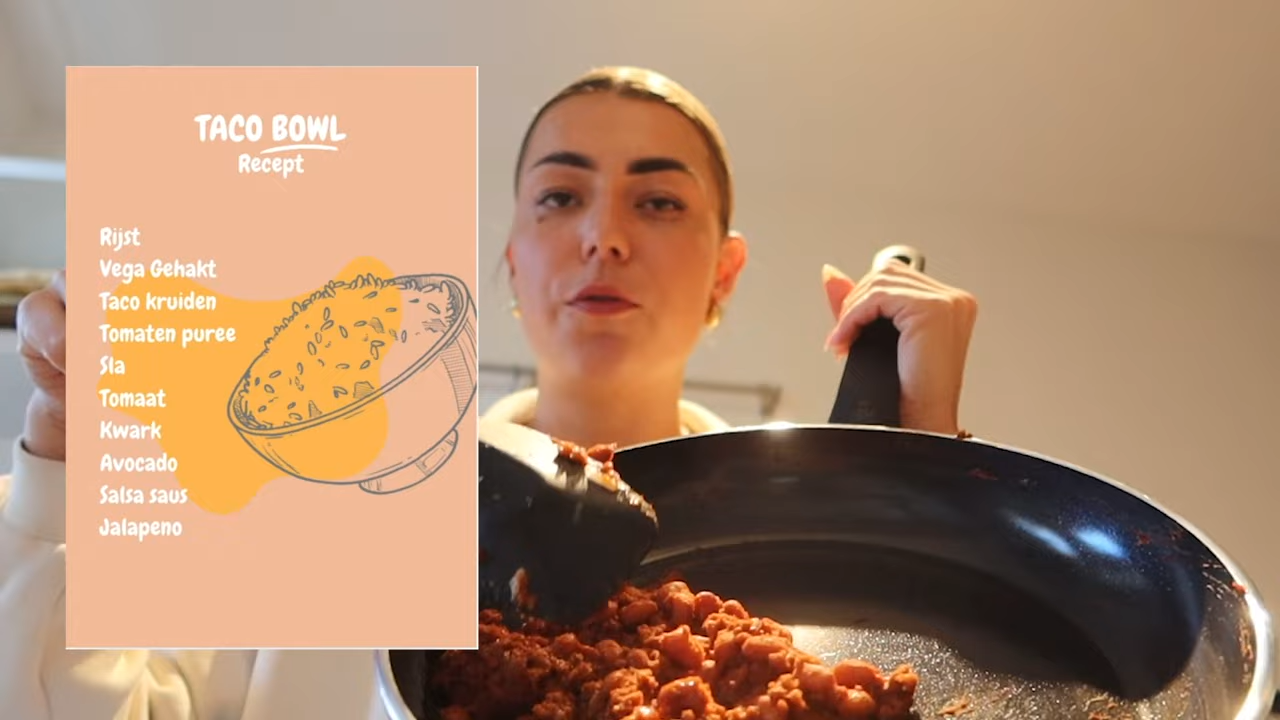 TACO BOWL
Recept
Rijst
Vega Gehakt
Taco kruiden
Tomaten puree
Sla
Tomaat
Kwark
Avocado
Salsa saus
Jalapeno